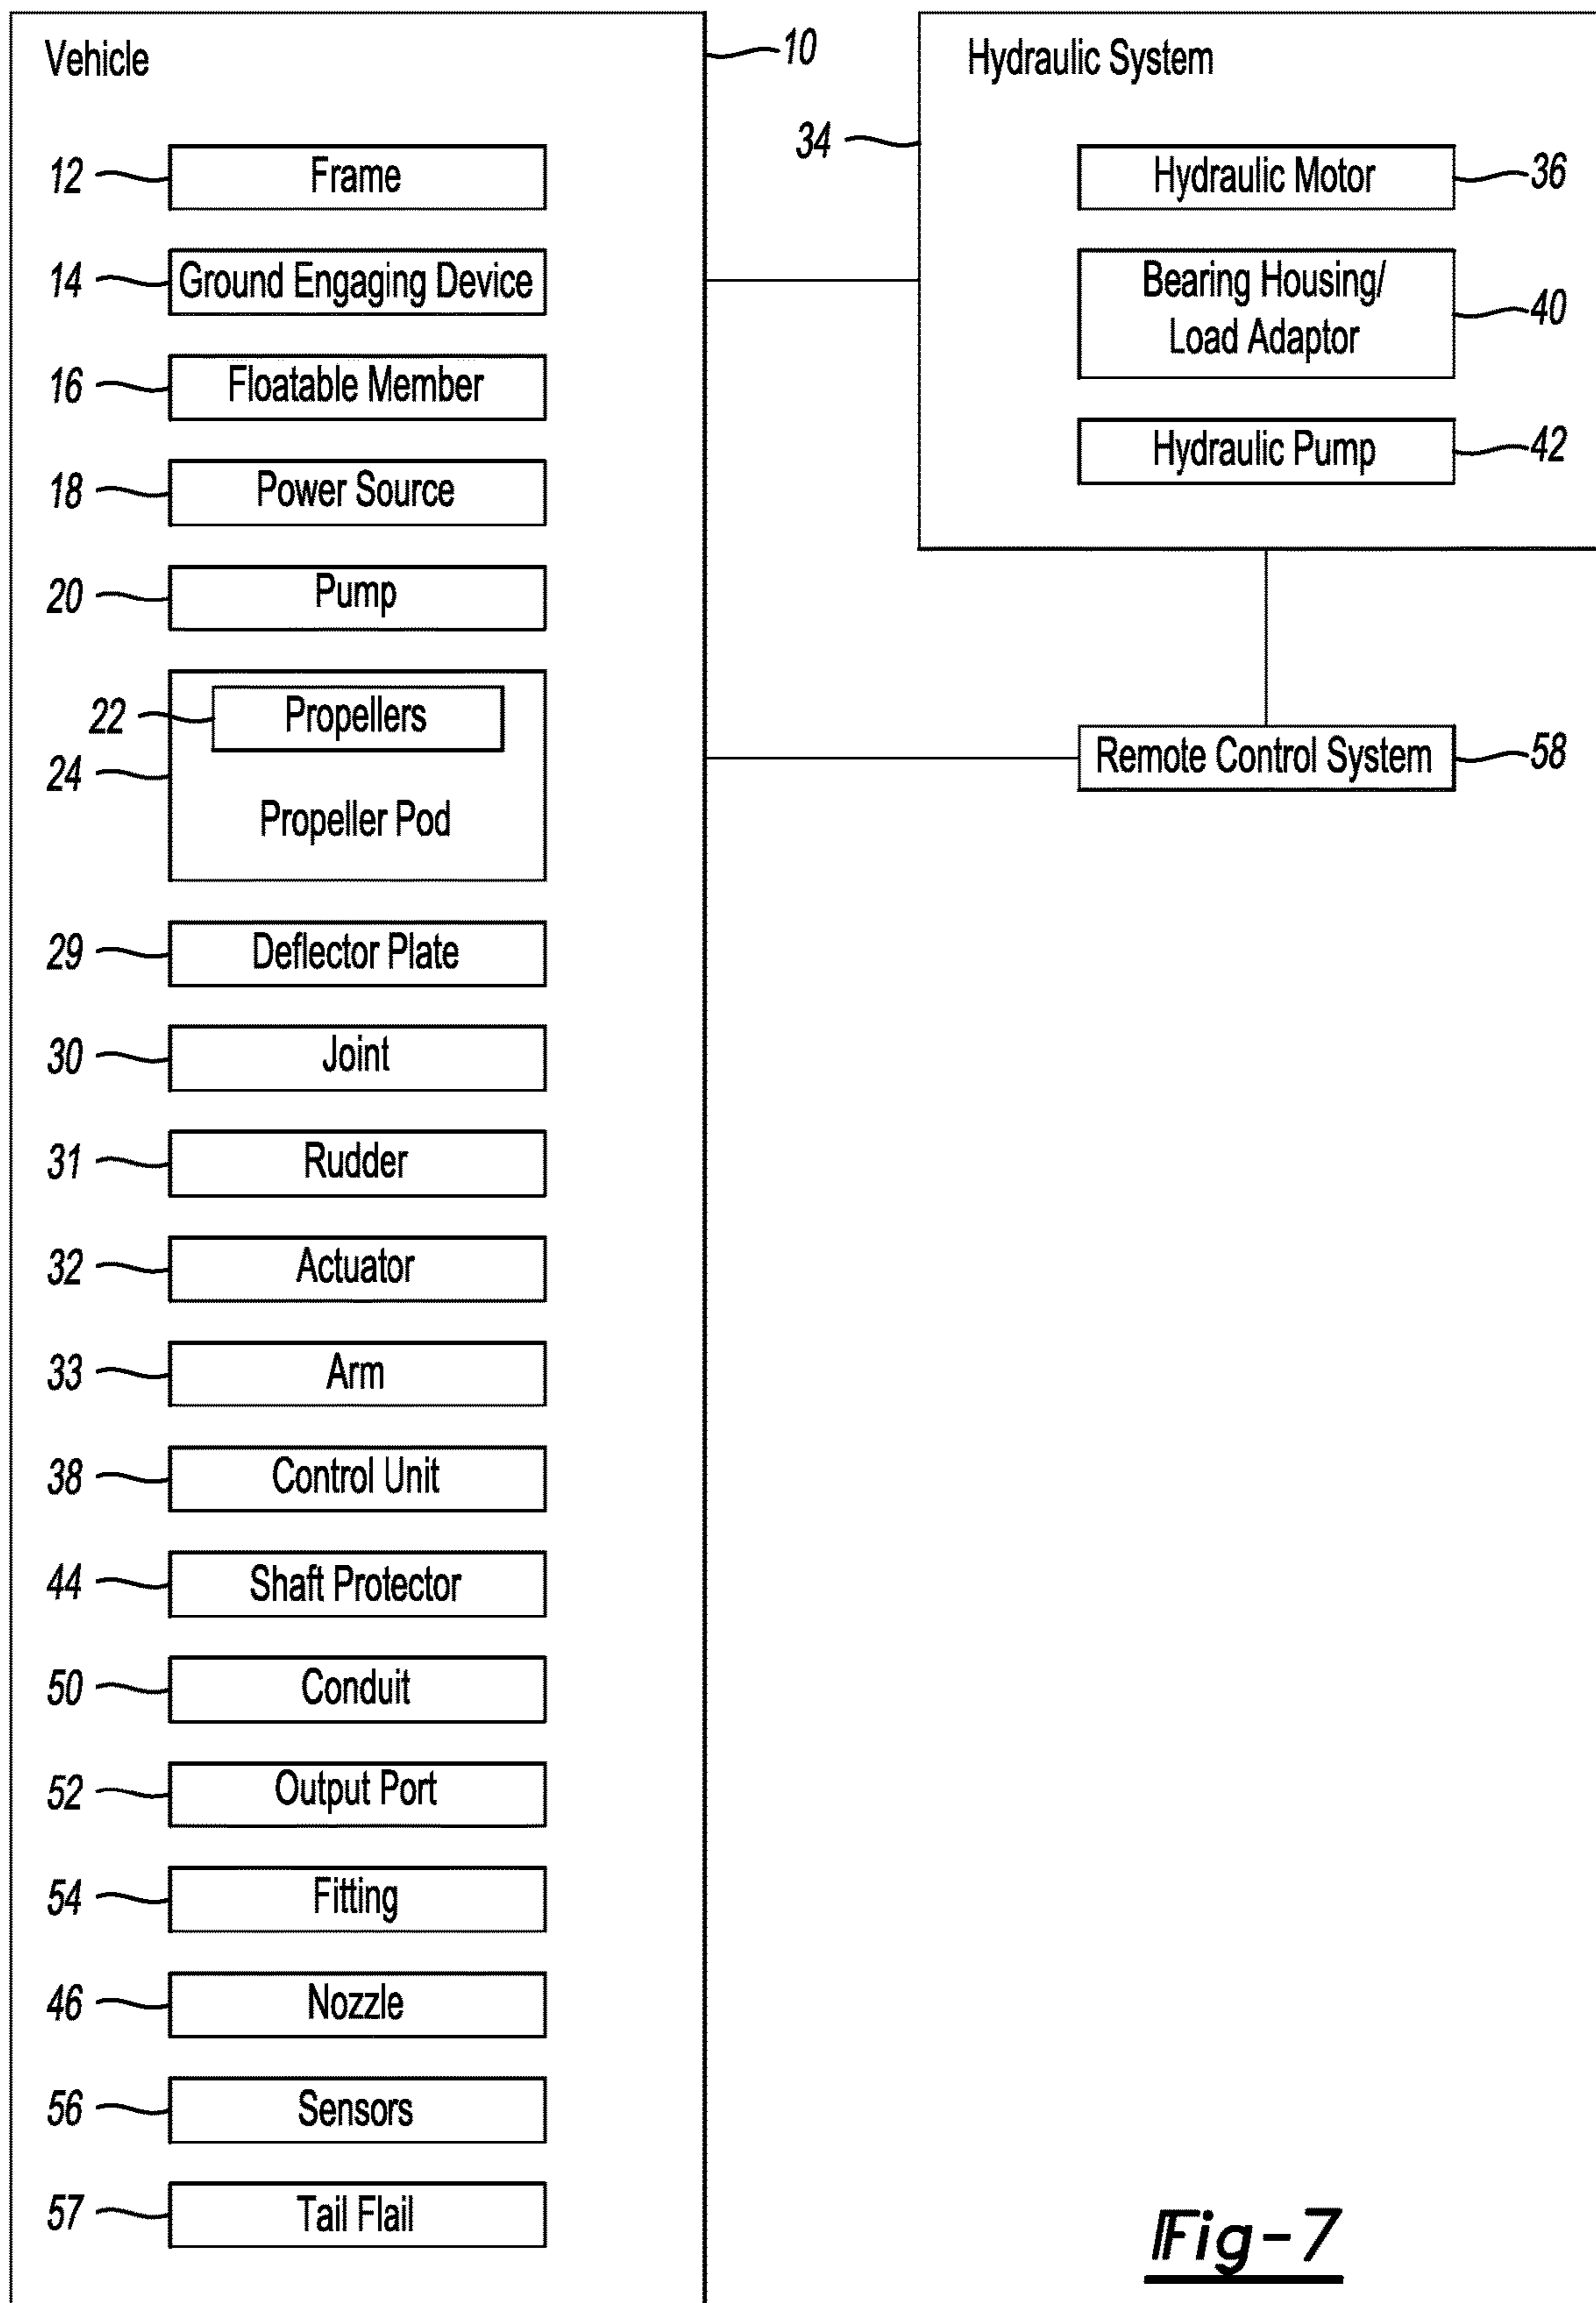 Vehicle
10
12 Frame
14 Ground Engaging Device
16 Floatable Member
18 Power Source
20 Pump
22 Propellers
24
Propeller Pod
29 Deflector Plate
30 Joint
31 Rudder
32 Actuator
33 Arm
38 Control Unit
44 Shaft Protector
50 Conduit
52 Output Port
54 Fitting
46 Nozzle
56 Sensors
57 Tail Flail
Hydraulic System
34
Hydraulic Motor 36
Bearing Housing/
Load Adaptor
40
Hydraulic Pump 42
Remote Control System 58
Fig-7